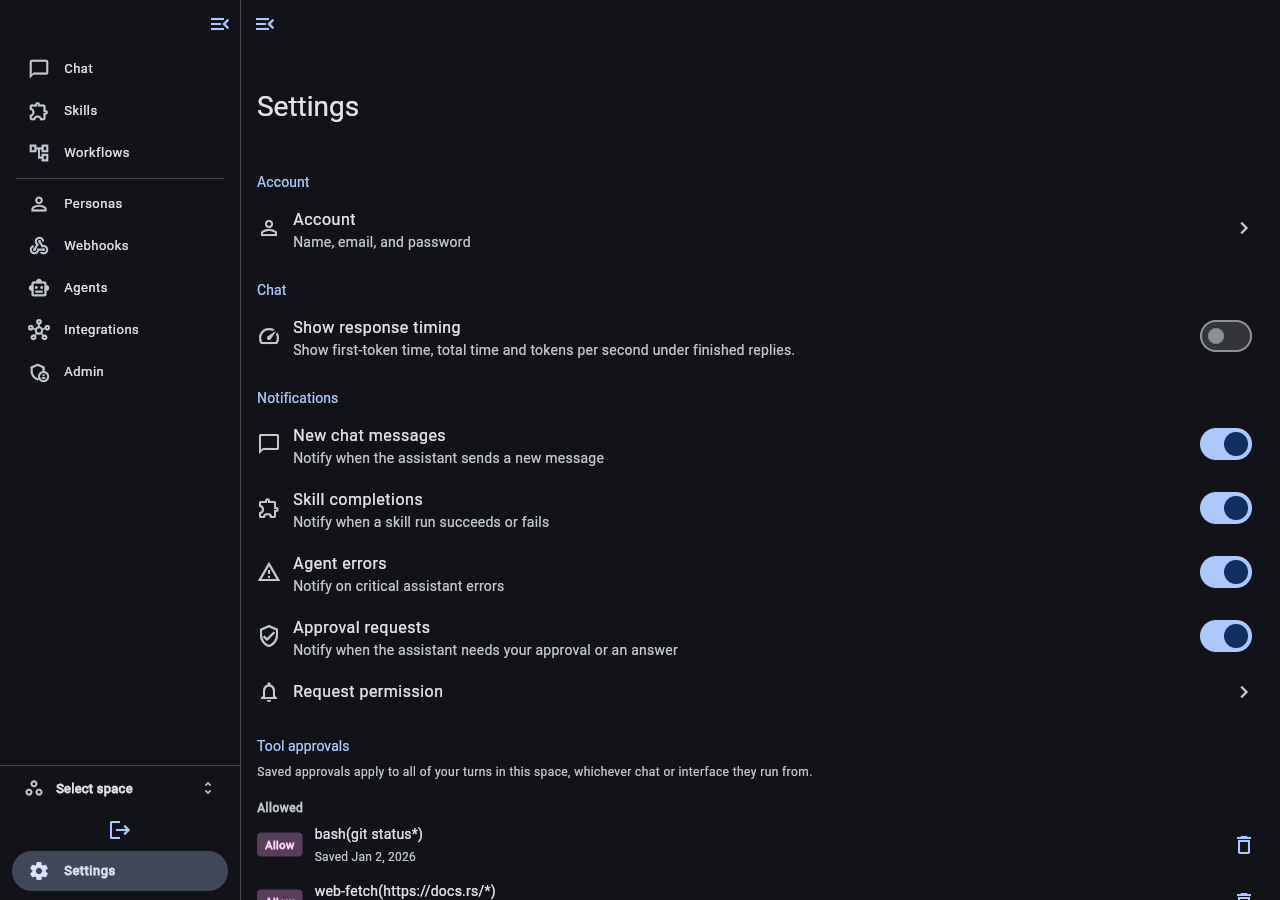 Chat
Skills
Workflows
Personas
Webhooks
Agents
Integrations
Admin
Select space
Settings
Settings
Account
Account
Name, email, and password
Chat
Show response timing
Show first-token time, total time and tokens per second under finished replies.
Notifications
New chat messages
Notify when the assistant sends a new message
Skill completions
Notify when a skill run succeeds or fails
Agent errors
Notify on critical assistant errors
Approval requests
Notify when the assistant needs your approval or an answer
Request permission
Tool approvals
Saved approvals apply to all of your turns in this space, whichever chat or interface they run from.
Allowed
Allow
bash(git status*)
Saved Jan 2, 2026
Allow
web-fetch(https://docs.rs/*)